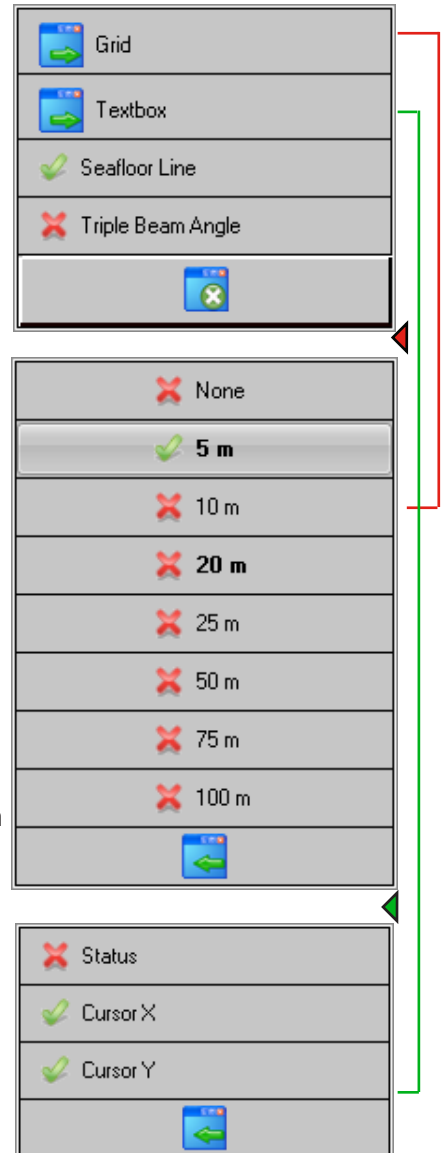 Grid
Textbox
Seafloor Line
Triple Beam Angle
None
5 m
10 m
20 m
25 m
50 m
75 m
100 m
Status
Cursor X
Cursor Y